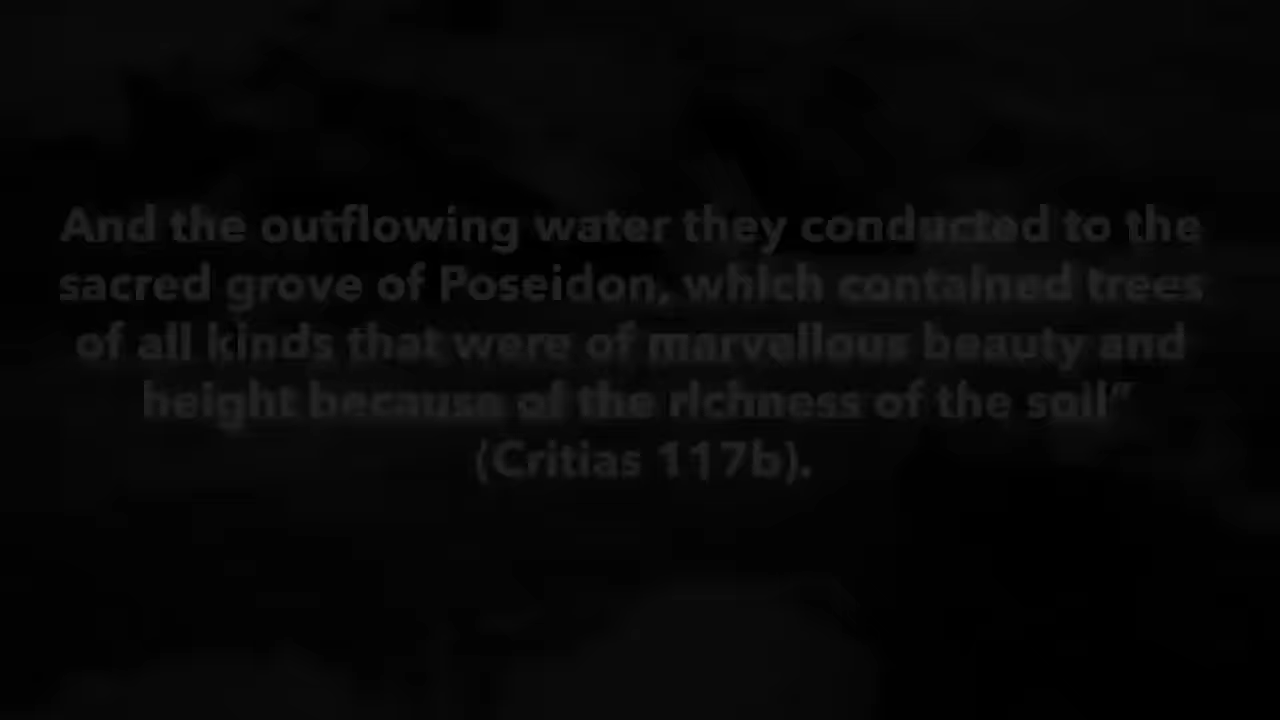 And the outflowing water they conducted to the
sacred grove of Poseidon, which contained trees
of all kinds that were of marvellous beauty and
height because of the richness of the soil”
(Critias 117b).